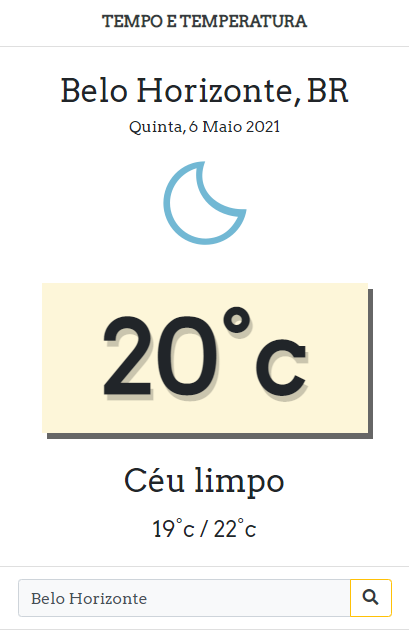 TEMPO E TEMPERATURA
Belo Horizonte, BR
Quinta, 6 Maio 2021
20°c
Céu limpo
19°c / 22°c
Belo Horizonte